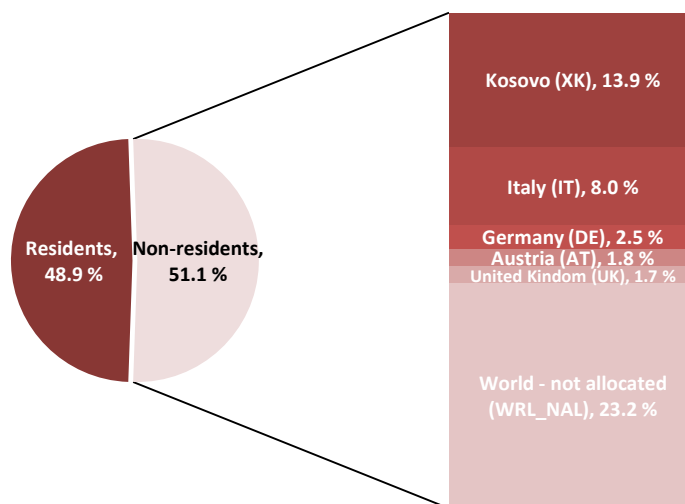 Residents,
48.9 %
Non-residents,
51.1 %
Kosovo (XK), 13.9 %
Italy (IT), 8.0 %
Germany (DE), 2.5 %
Austria (AT), 1.8 %
United Kindom (UK), 1.7 %
World - not allocated
(WRL_NAL), 23.2 %